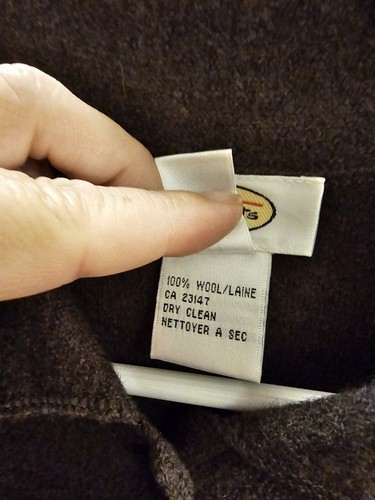 100% WOOL/LAINE
CA 23147
DRY CLEAN
NETTOYER A SEC